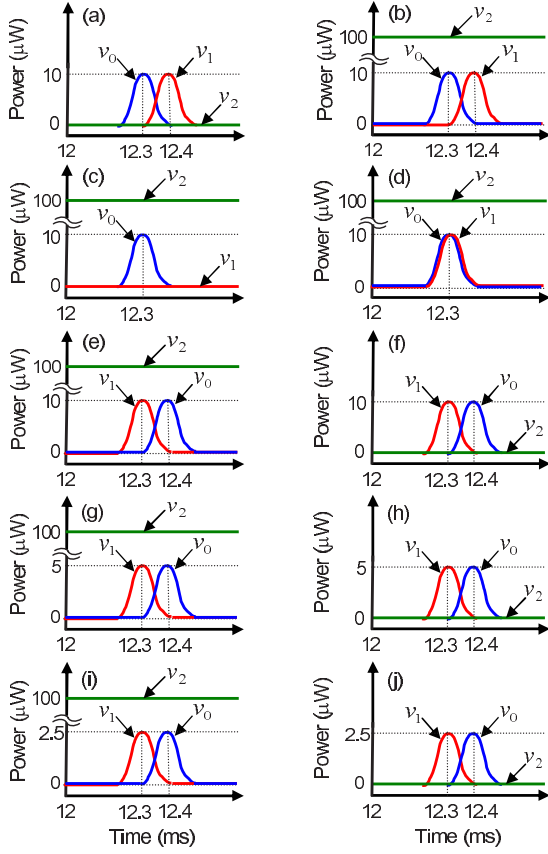 (a)
Power (μW)
v0
v1
v2
10
0
12
12.3
12.4
(b)
Power (μW)
v2
100
v0
v1
10
0
12
12.3
12.4
(c)
Power (μW)
v2
100
v0
10
v1
0
12
12.3
(d)
Power (μW)
v2
100
v0
v1
10
0
12
12.3
(e)
Power (μW)
v2
100
v1
v0
10
0
12
12.3
12.4
(f)
Power (μW)
v1
v0
10
v2
0
12
12.3
12.4
(g)
Power (μW)
v2
100
v1
v0
5
0
12
12.3
12.4
(h)
Power (μW)
v1
v0
5
v2
0
12
12.3
12.4
(i)
Power (μW)
v2
100
v1
v0
2.5
0
12
12.3
12.4
Time (ms)
(j)
Power (μW)
v1
v0
2.5
v2
0
12
12.3
12.4
Time (ms)